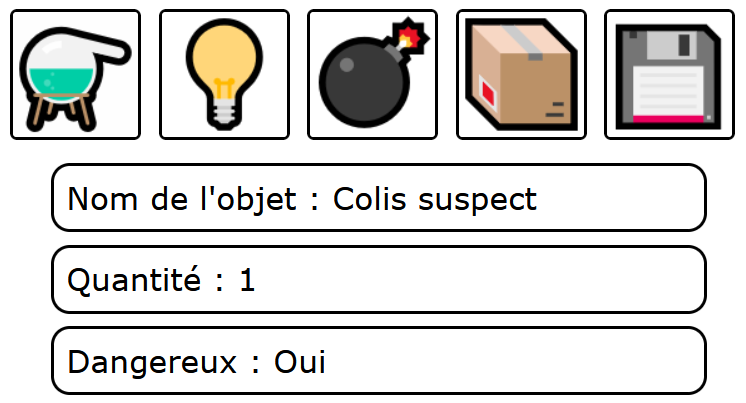 Nom de l'objet : Colis suspect
Quantité : 1
Dangereux : Oui